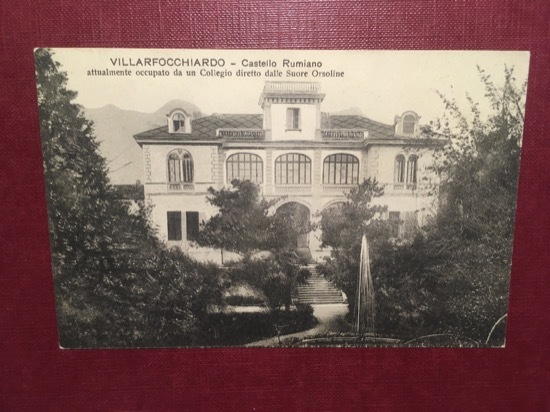 VILLARFOCCHIARDO - Castello Rumiano
attualmente occupato da un Collegio diretto dalle Suore Orsoline